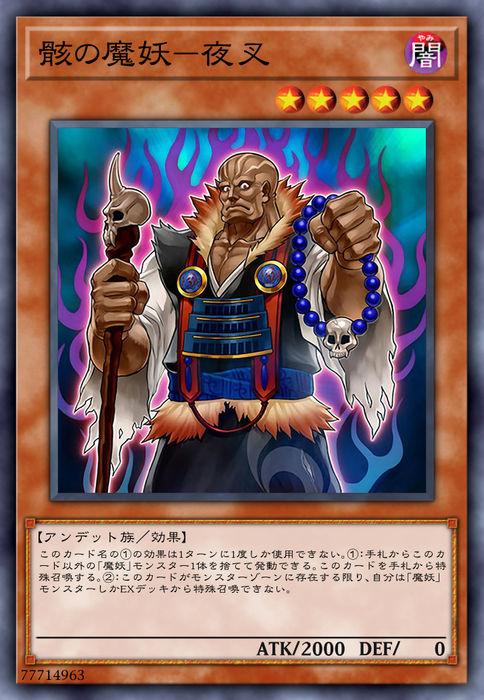 骸の魔妖－夜叉
やみ
闇
【アンデット族／効果】
このカード名の①の効果は1ターンに1度しか使用できない。①：手札からこのカ
ード以外の「魔妖」モンスター1体を捨てて発動できる。このカードを手札から特
殊召喚する。②：このカードがモンスターゾーンに存在する限り、自分は「魔妖」
モンスターしかEXデッキから特殊召喚できない。
ATK/2000 DEF/ 0
77714963